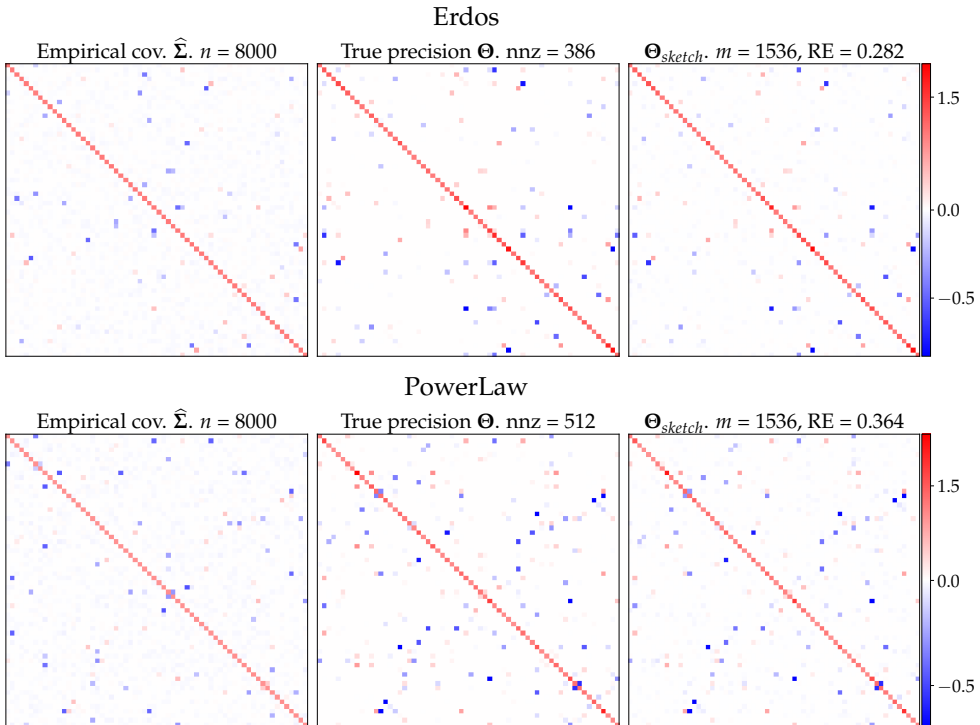 Erdos
Empirical cov. Σ̂. n = 8000
True precision Θ. nnz = 386
Θsketch. m = 1536, RE = 0.282
1.5
0.0
−0.5
PowerLaw
Empirical cov. Σ̂. n = 8000
True precision Θ. nnz = 512
Θsketch. m = 1536, RE = 0.364
1.5
0.0
−0.5